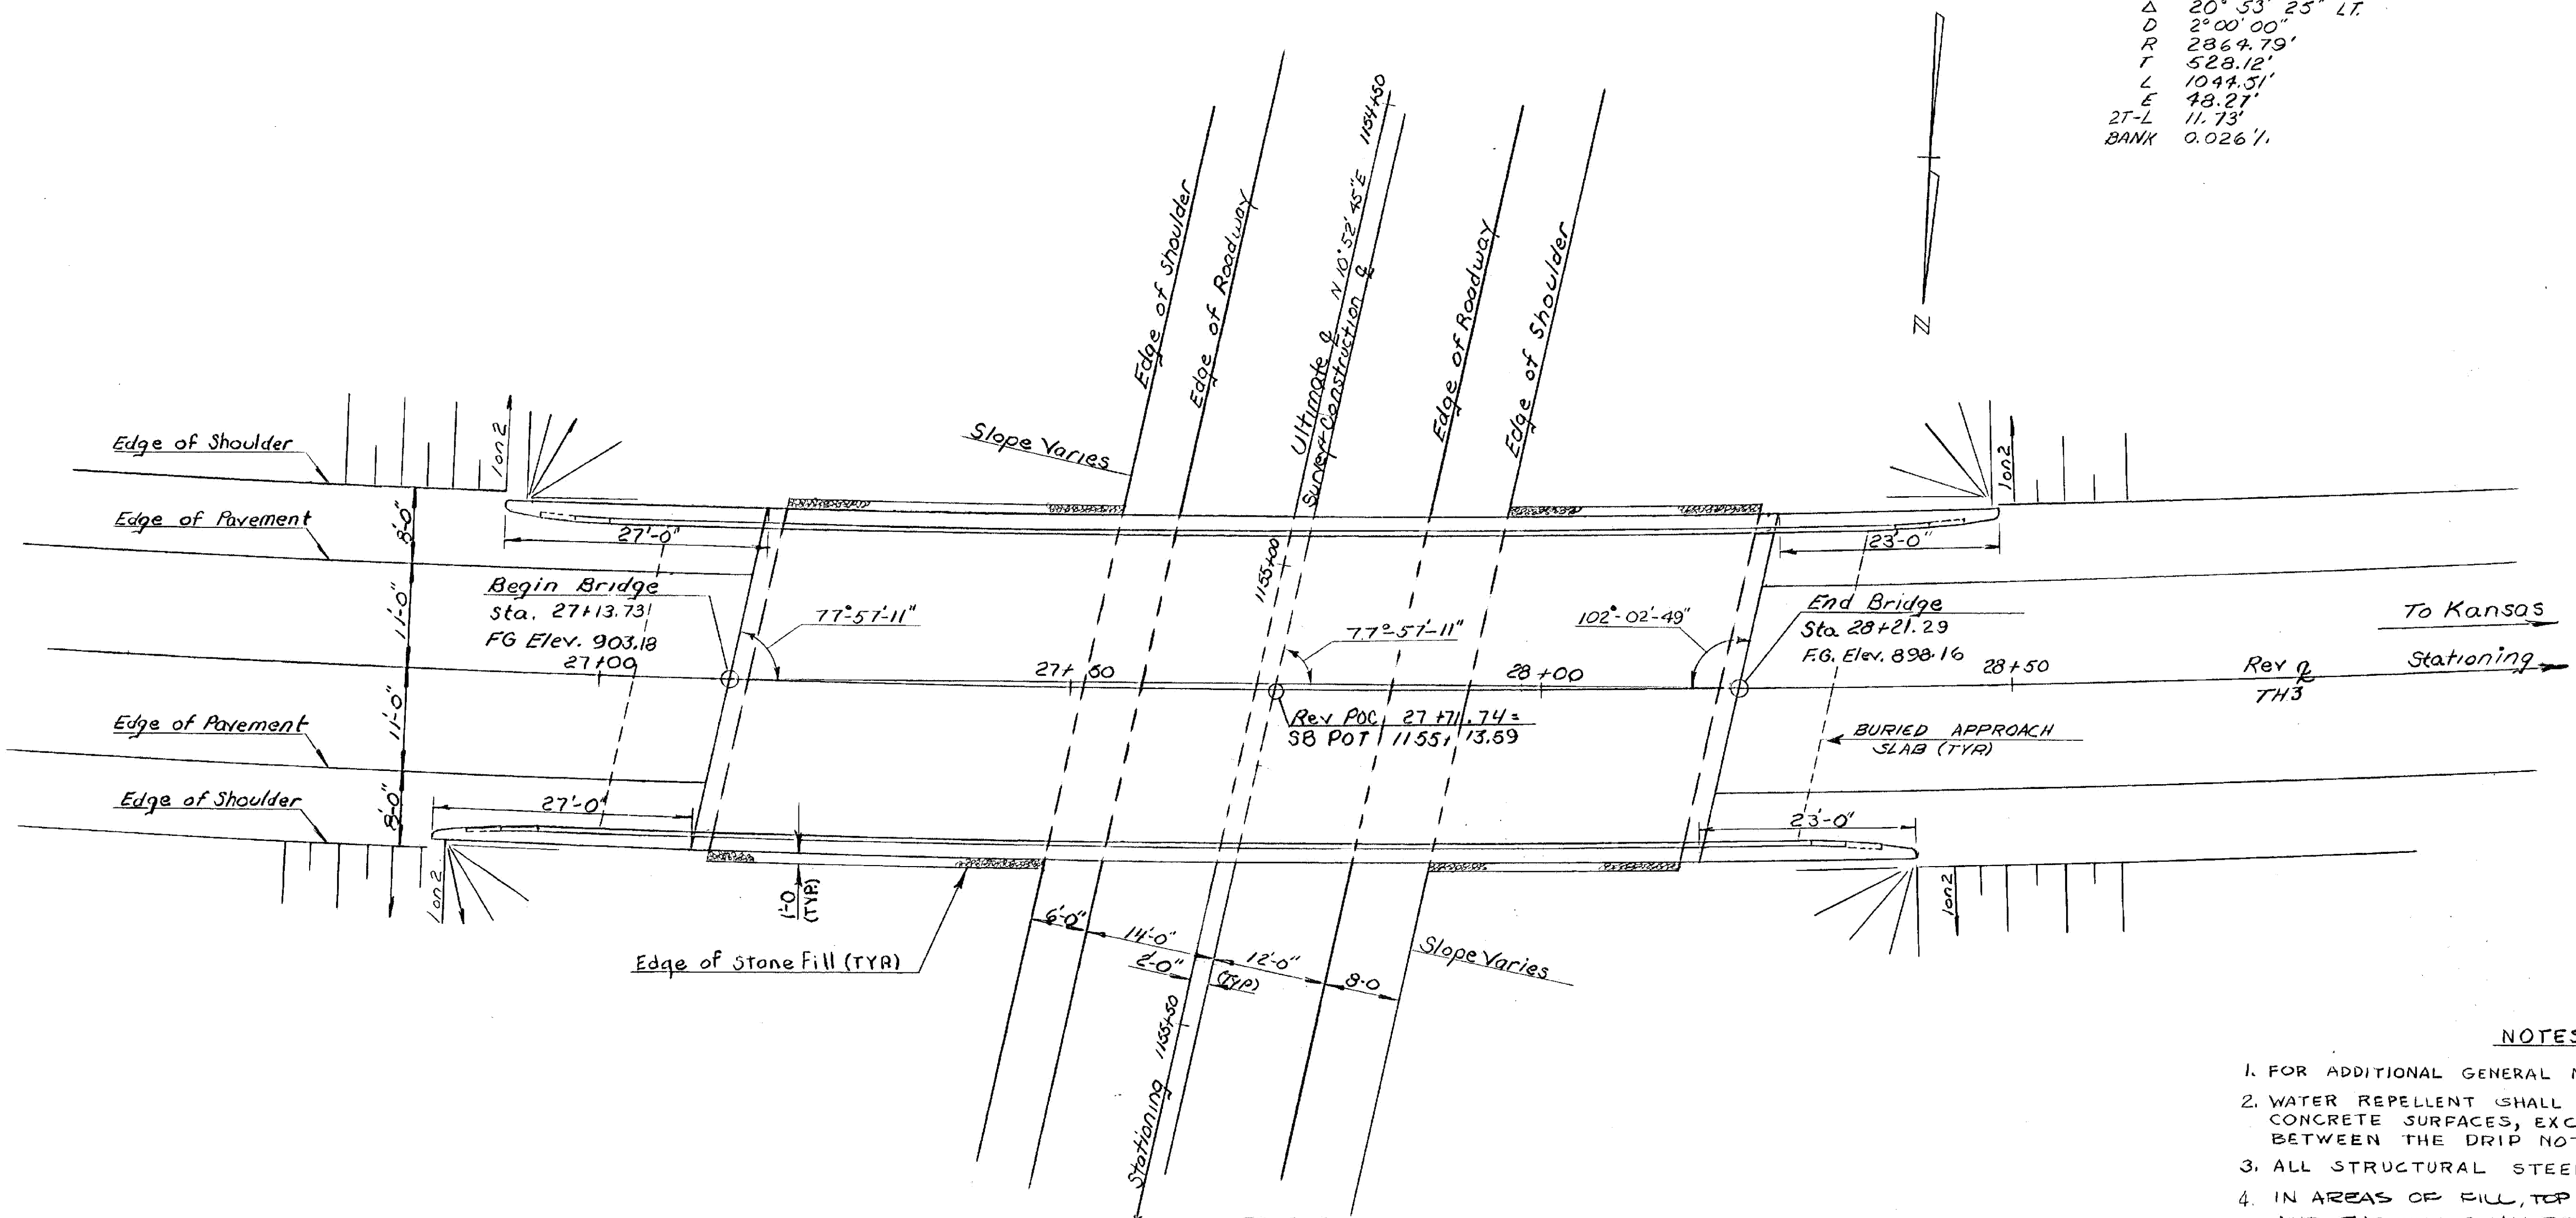 Δ 20° 53' 25" LT.
D 2°00'00"
R 2864.79'
T 528.12'
L 1044.51'
E 48.27'
2T-L 11.73'
BANK 0.026'/.
N
Edge of Shoulder
Edge of Roadway
Ultimate ℄ N 10° 52' 45" E 1154+50
Survey & Construction ℄
Edge of Roadway
Edge of Shoulder
Slope Varies
Edge of Shoulder
1 on 2
1 on 2
8'-0"
Edge of Pavement
27'-0"
23'-0"
11'-0"
Begin Bridge
Sta. 27+13.73
FG Elev. 903.18
27+00
77°-57'-11"
1155+00
77°-57'-11"
102°-02'-49"
End Bridge
Sta 28+21.29
F.G. Elev. 898.16
28+50
To Kansas
Stationing
Rev ℄
TH3
27+50
28+00
Rev POC 27+71.74=
SB POT 1155+13.59
11'-0"
Edge of Pavement
BURIED APPROACH
SLAB (TYP)
8'-0"
Edge of Shoulder
27'-0"
23'-0"
1 on 2
1'-0
(TYP.)
1 on 2
Edge of Stone Fill (TYP.)
6'-0"
14'-0"
2'-0"
12'-0"
(TYP.)
8-0
Slope Varies
Stationing 1155+50
NOTES
1. FOR ADDITIONAL GENERAL
2. WATER REPELLENT SHALL
CONCRETE SURFACES, EXC
BETWEEN THE DRIP NO
3. ALL STRUCTURAL STEE
4. IN AREAS OF FILL, TOP